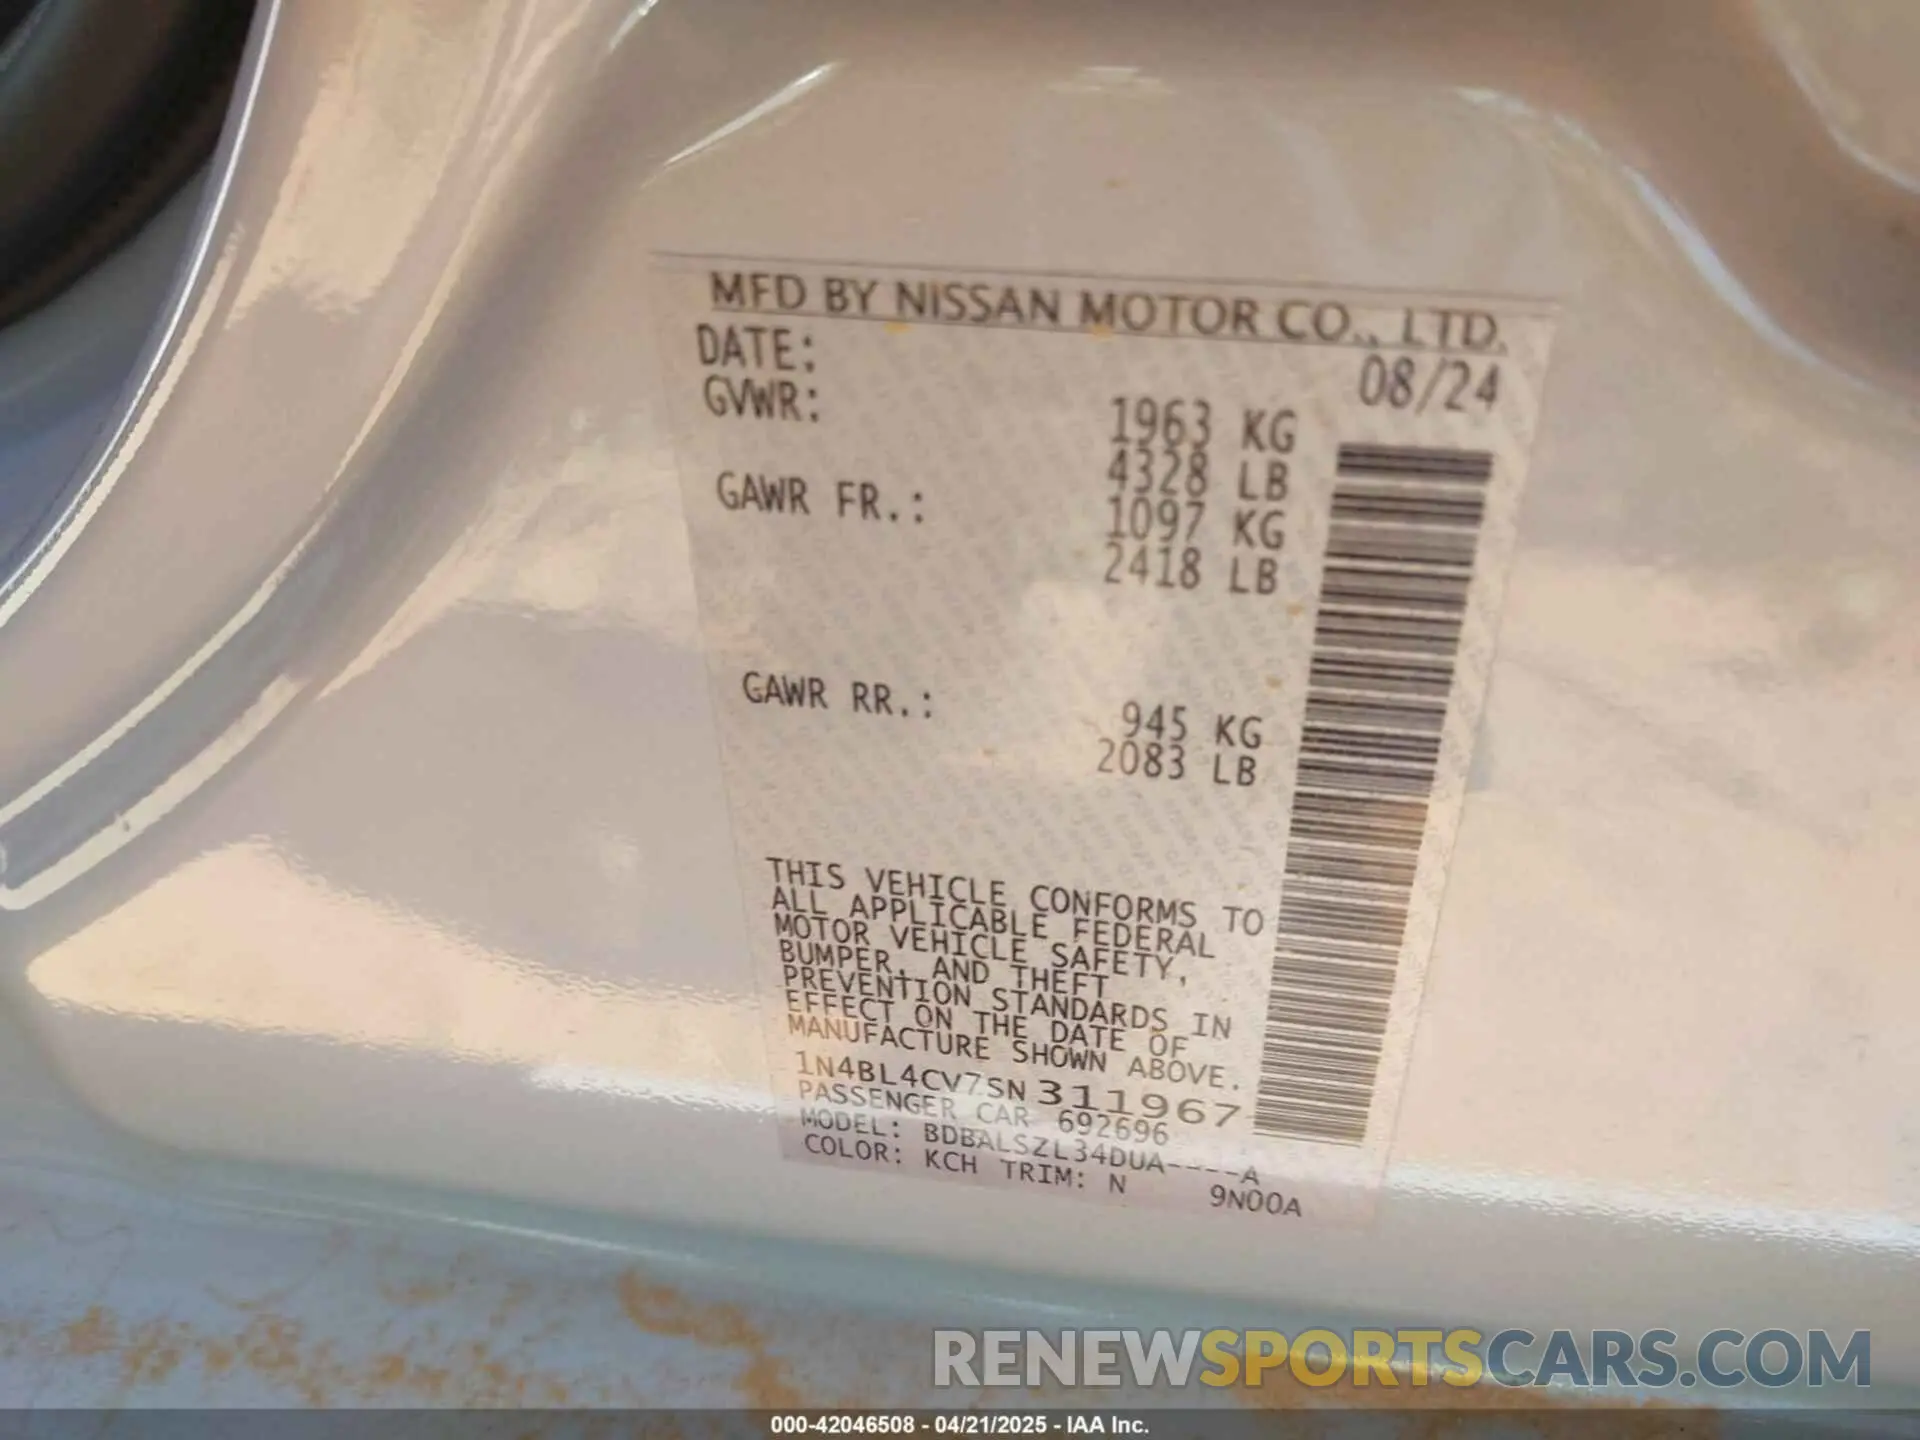 MFD BY NISSAN MOTOR CO., LTD.
DATE: 08/24
GVWR: 1963 KG
4328 LB
GAWR FR.: 1097 KG
2418 LB
GAWR RR.: 945 KG
2083 LB
THIS VEHICLE CONFORMS TO
ALL APPLICABLE FEDERAL
MOTOR VEHICLE SAFETY,
BUMPER, AND THEFT
PREVENTION STANDARDS IN
EFFECT ON THE DATE OF
MANUFACTURE SHOWN ABOVE.
1N4BL4CV7SN311967
PASSENGER CAR 692696
MODEL: BDBALSZL34DUA----A
COLOR: KCH TRIM: N 9N00A
RENEWSPORTSCARS.COM
000-42046508 - 04/21/2025 - IAA Inc.